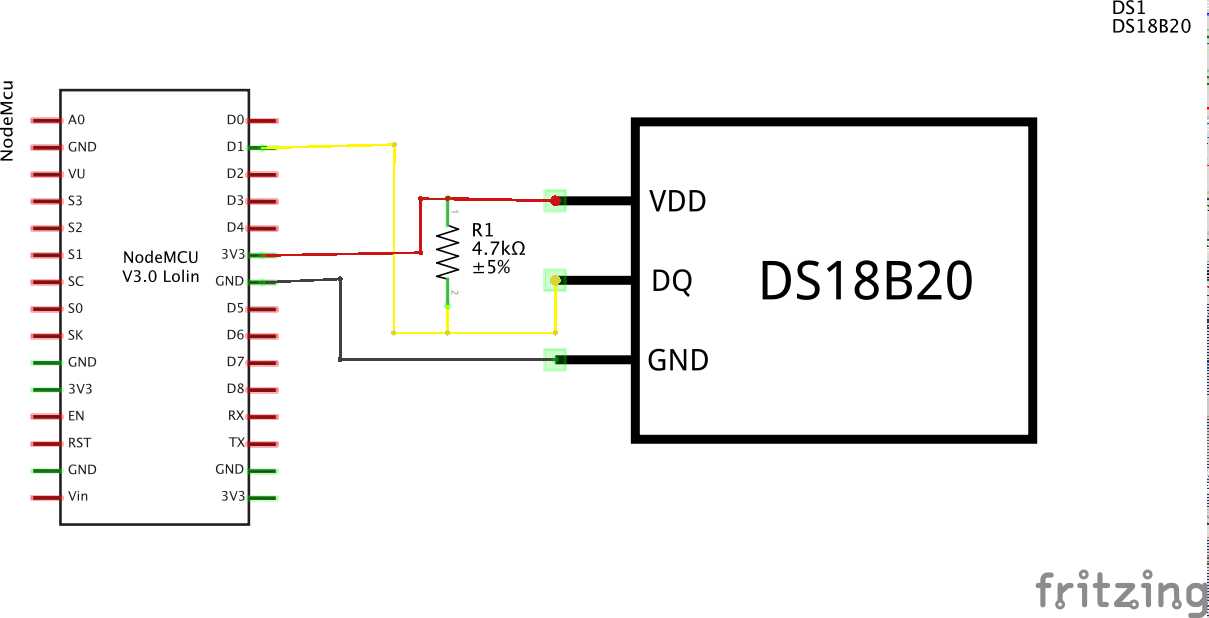 DS1
DS18B20
NodeMcu
A0
GND
VU
S3
S2
S1
SC
S0
SK
GND
3V3
EN
RST
GND
Vin
NodeMCU
V3.0 Lolin
D0
D1
D2
D3
D4
3V3
GND
D5
D6
D7
D8
RX
TX
GND
3V3
1
R1
4.7kΩ
±5%
2
VDD
DQ
GND
DS18B20
fritzing